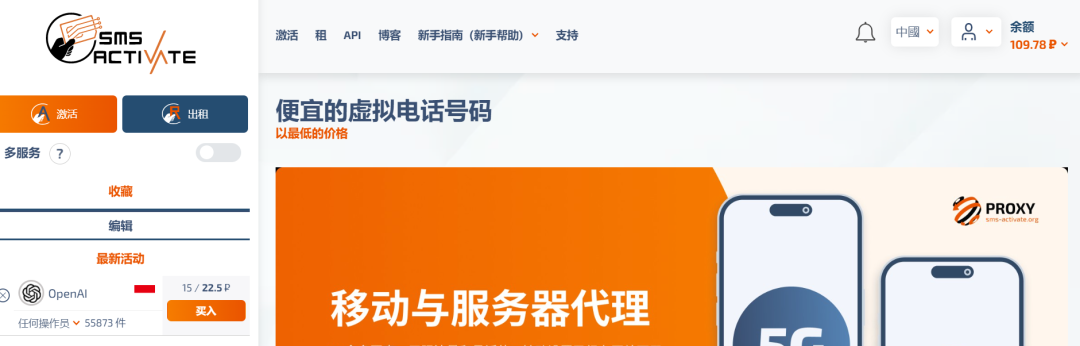 SMS
ACTIVATE
激活
租
API
博客
新手指南（新手帮助）
支持
中國
余额
109.78 ₽
激活
出租
多服务
?
收藏
编辑
最新活动
OpenAI
15 / 22.5 ₽
买入
任何操作员
55873 件
便宜的虚拟电话号码
以最低的价格
移动与服务器代理
PROXY
sms-activate.org
5G